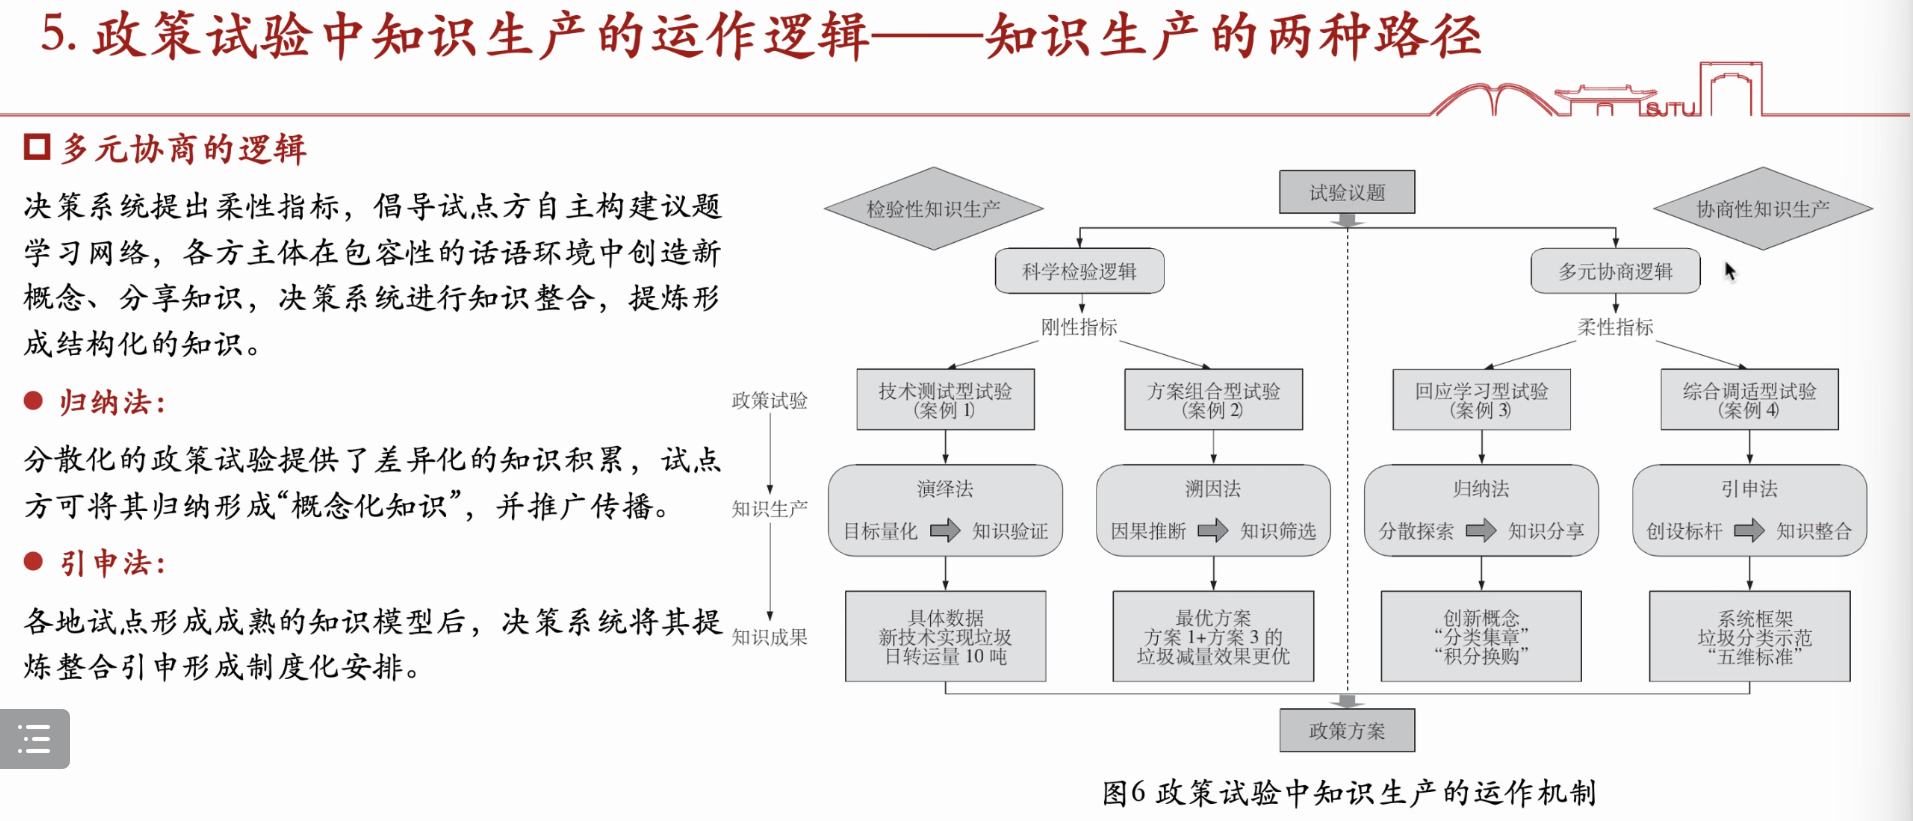 5. 政策试验中知识生产的运作逻辑——知识生产的两种路径
SJTU
多元协商的逻辑
决策系统提出柔性指标，倡导试点方自主构建议题
学习网络，各方主体在包容性的话语环境中创造新
概念、分享知识，决策系统进行知识整合，提炼形
成结构化的知识。
归纳法：
分散化的政策试验提供了差异化的知识积累，试点
方可将其归纳形成“概念化知识”，并推广传播。
引申法：
各地试点形成成熟的知识模型后，决策系统将其提
炼整合引申形成制度化安排。
检验性知识生产
试验议题
协商性知识生产
科学检验逻辑
多元协商逻辑
刚性指标
柔性指标
政策试验
技术测试型试验
(案例 1)
方案组合型试验
(案例 2)
回应学习型试验
(案例 3)
综合调适型试验
(案例 4)
知识生产
演绎法
目标量化 知识验证
溯因法
因果推断 知识筛选
归纳法
分散探索 知识分享
引申法
创设标杆 知识整合
知识成果
具体数据
新技术实现垃圾
日转运量 10 吨
最优方案
方案 1+方案 3 的
垃圾减量效果更优
创新概念
“分类集章”
“积分换购”
系统框架
垃圾分类示范
“五维标准”
政策方案
图6 政策试验中知识生产的运作机制